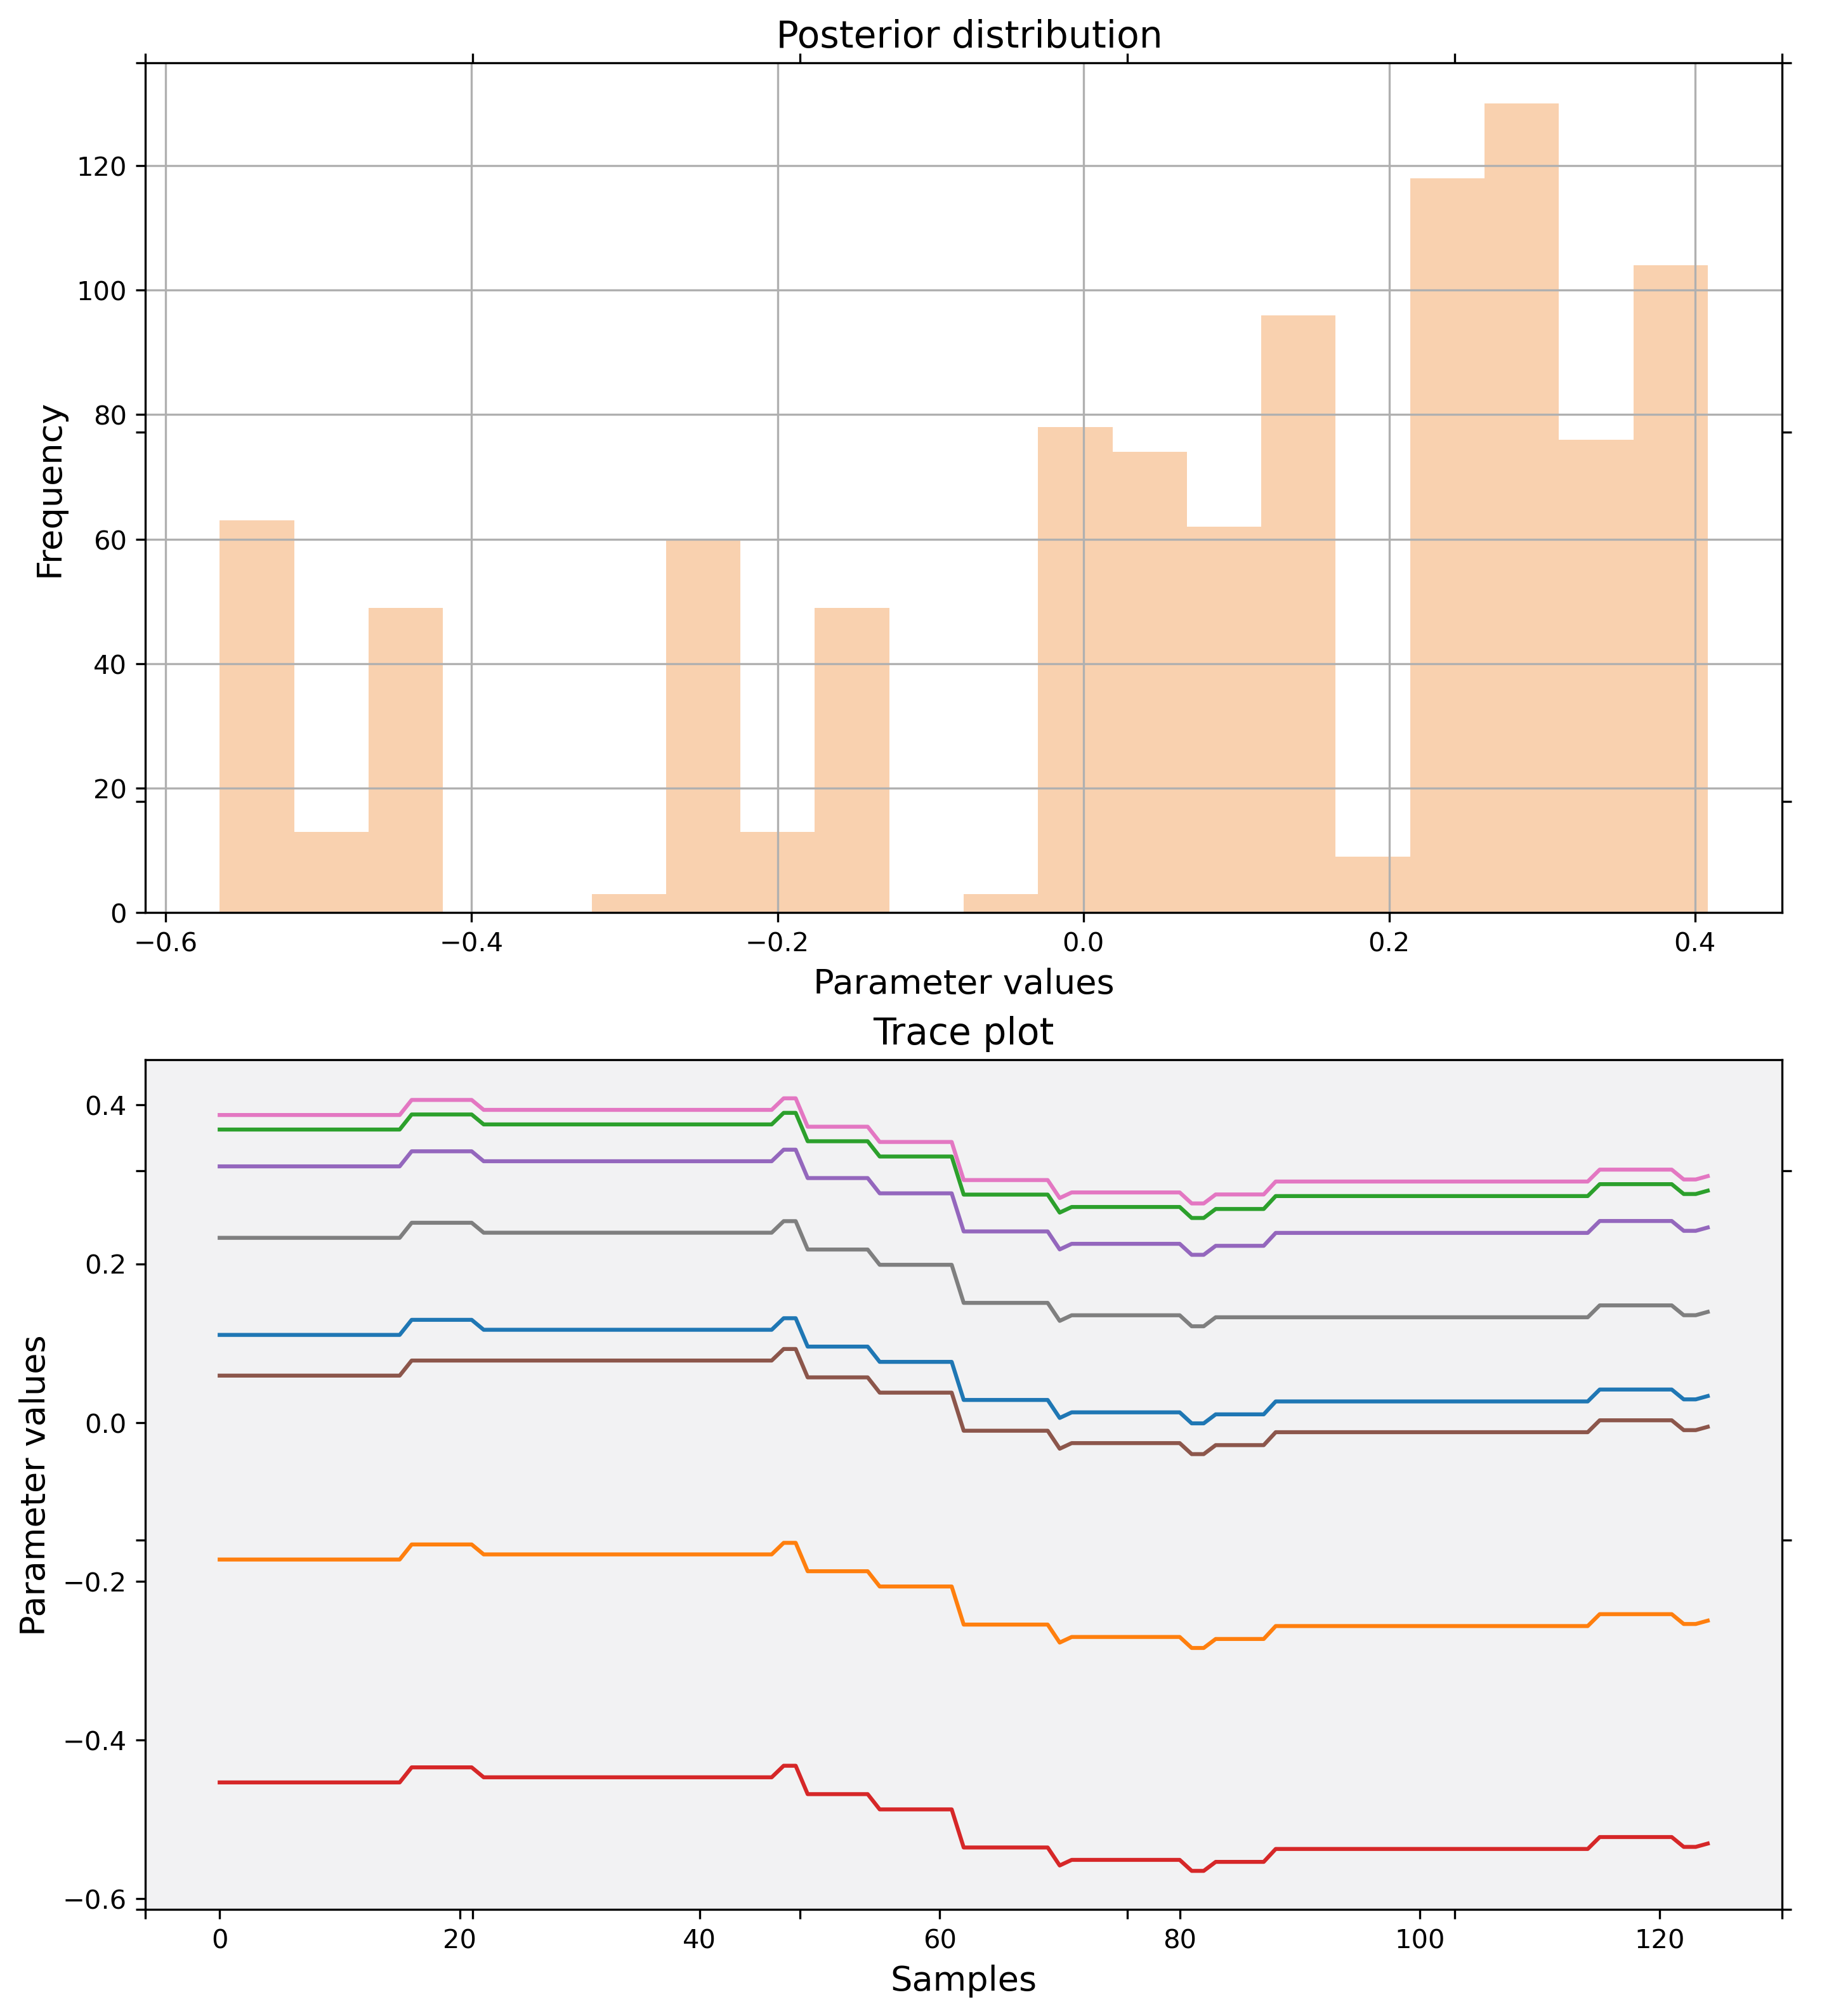 Posterior distribution
120
100
80
60
40
20
0
Frequency
−0.6 −0.4 −0.2 0.0 0.2 0.4
Parameter values
Trace plot
0.4
0.2
0.0
−0.2
−0.4
−0.6
Parameter values
0 20 40 60 80 100 120
Samples